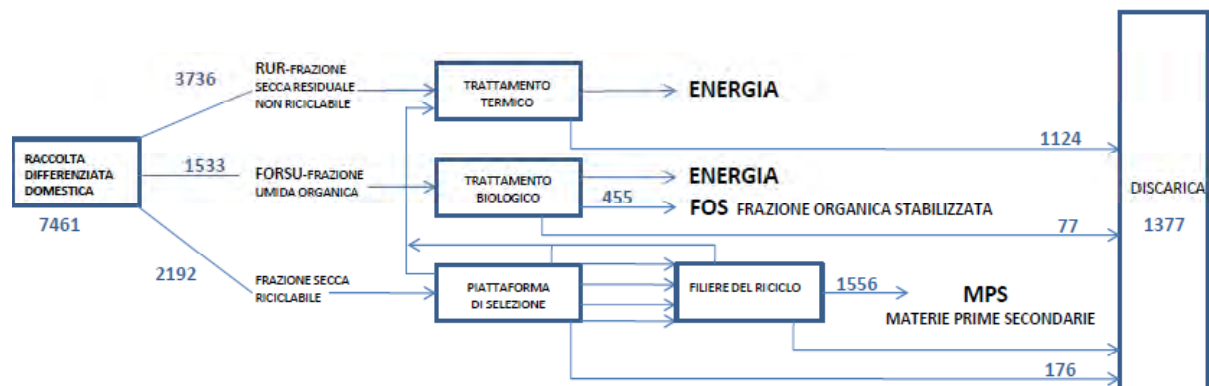 RUR-FRAZIONE
SECCA RESIDUALE
NON RICICLABILE
3736
TRATTAMENTO
TERMICO
ENERGIA
1124
RACCOLTA
DIFFERENZIATA
DOMESTICA
7461
1533
FORSU-FRAZIONE
UMIDA ORGANICA
TRATTAMENTO
BIOLOGICO
ENERGIA
455
FOS FRAZIONE ORGANICA STABILIZZATA
77
DISCARICA
1377
2192
FRAZIONE SECCA
RICICLABILE
PIATTAFORMA
DI SELEZIONE
FILIERE DEL RICICLO
1556
MPS
MATERIE PRIME SECONDARIE
176